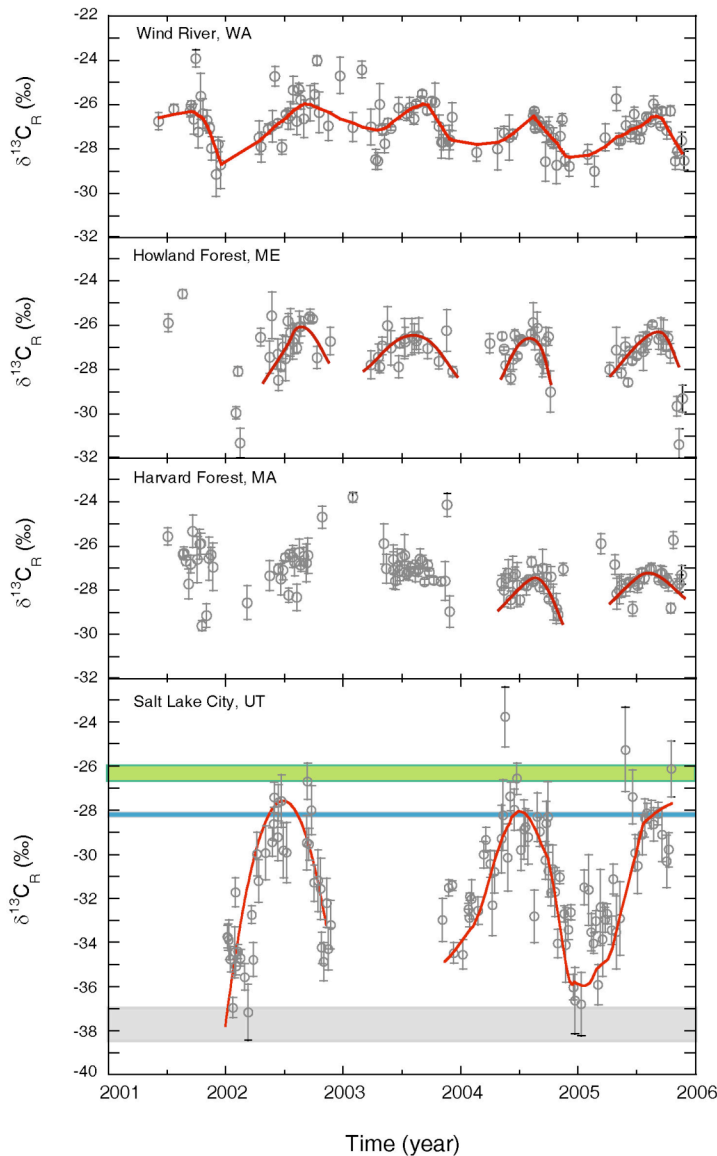 -22
Wind River, WA
-24
-26
-28
-30
-32
δ13CR (‰)
Howland Forest, ME
-24
-26
-28
-30
-32
δ13CR (‰)
Harvard Forest, MA
-24
-26
-28
-30
-32
δ13CR (‰)
Salt Lake City, UT
-24
-26
-28
-30
-32
-34
-36
-38
-40
δ13CR (‰)
2001 2002 2003 2004 2005 2006
Time (year)